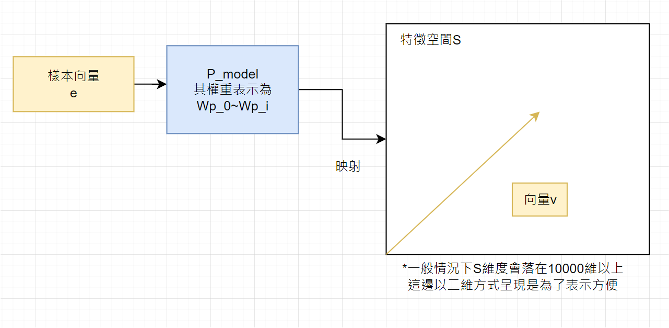 樣本向量
e
P_model
其權重表示為
Wp_0~Wp_i
映射
特徵空間S
向量v
*一般情況下S維度會落在10000維以上
這邊以二維方式呈現是為了表示方便